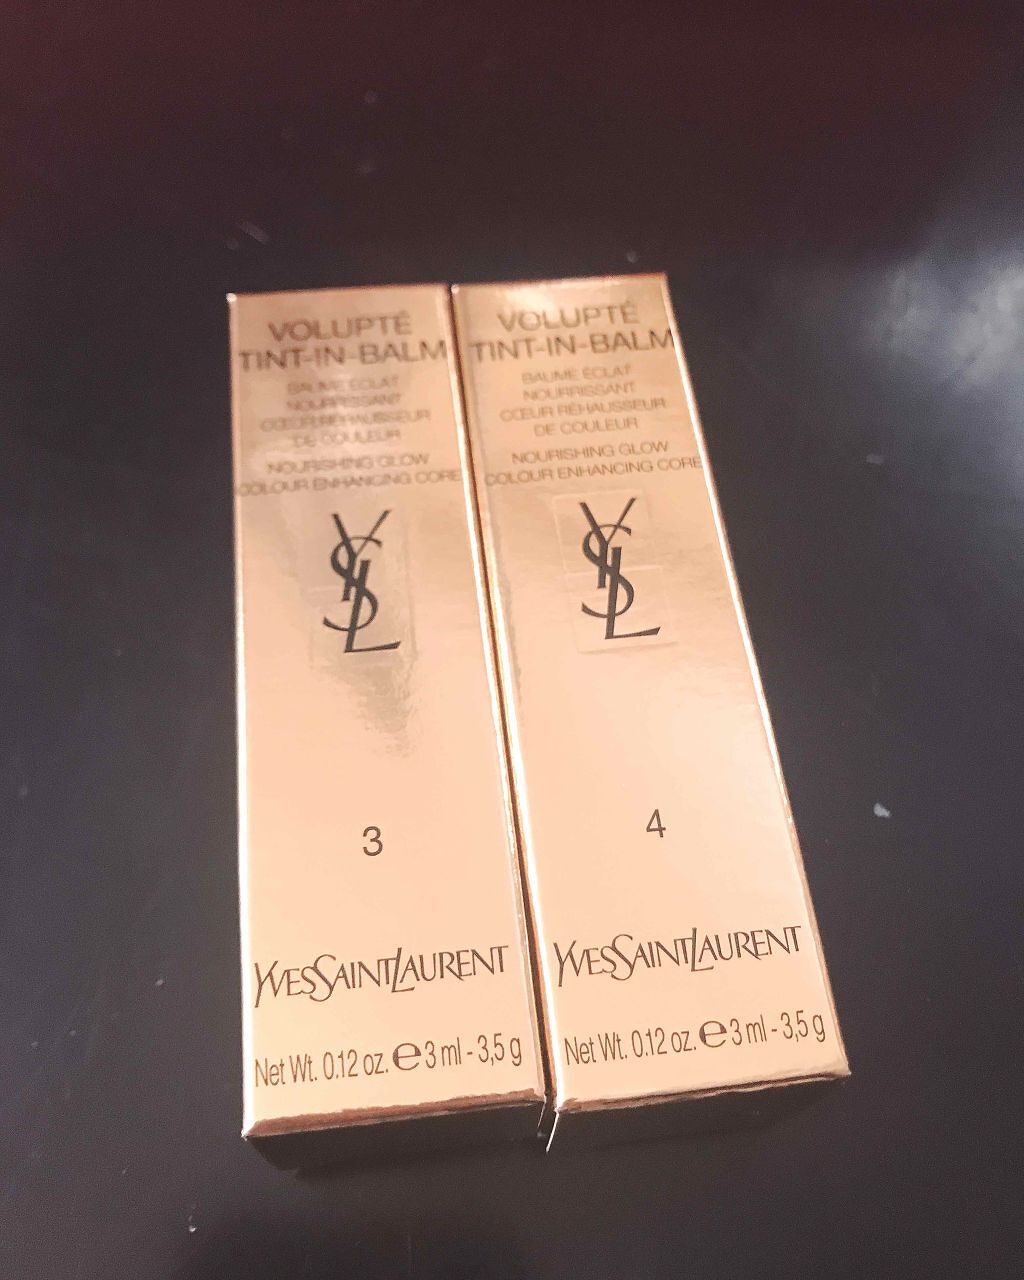 VOLUPTÉ
TINT-IN-BALM
BAUME ÉCLAT
NOURRISSANT
CŒUR RÉHAUSSEUR
DE COULEUR
NOURISHING GLOW
COLOUR ENHANCING CORE
YSL
3
YVESSAINTLAURENT
Net Wt. 0.12 oz. ℮ 3 ml - 3,5 g
VOLUPTÉ
TINT-IN-BALM
BAUME ÉCLAT
NOURRISSANT
CŒUR RÉHAUSSEUR
DE COULEUR
NOURISHING GLOW
COLOUR ENHANCING CORE
YSL
4
YVESSAINTLAURENT
Net Wt. 0.12 oz. ℮ 3 ml - 3,5 g